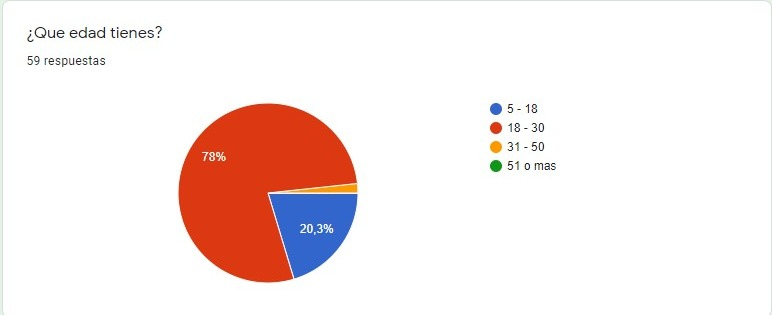 ¿Que edad tienes?
59 respuestas
78%
20,3%
5 - 18
18 - 30
31 - 50
51 o mas